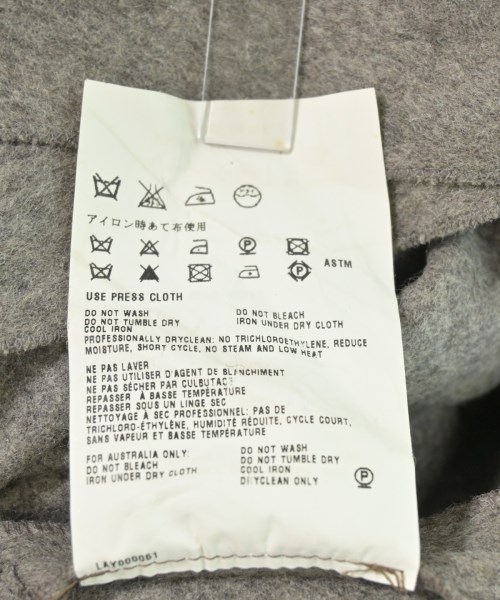 アイロン時あて布使用
P
ASTM
P
USE PRESS CLOTH
DO NOT WASH DO NOT BLEACH
DO NOT TUMBLE DRY IRON UNDER DRY CLOTH
COOL IRON
PROFESSIONALLY DRYCLEAN: NO TRICHLOROETHYLENE, REDUCE
MOISTURE, SHORT CYCLE, NO STEAM AND LOW HEAT
NE PAS LAVER
NE PAS UTILISER D'AGENT DE BLANCHIMENT
NE PAS SÉCHER PAR CULBUTAGE
REPASSER À BASSE TEMPÉRATURE
REPASSER SOUS UN LINGE SEC
NETTOYAGE À SEC PROFESSIONNEL: PAS DE
TRICHLORO-ÉTHYLÈNE, HUMIDITÉ RÉDUITE, CYCLE COURT,
SANS VAPEUR ET BASSE TEMPÉRATURE
FOR AUSTRALIA ONLY: DO NOT WASH
DO NOT BLEACH DO NOT TUMBLE DRY
IRON UNDER DRY CLOTH COOL IRON
DRYCLEAN ONLY
P
LAY000061